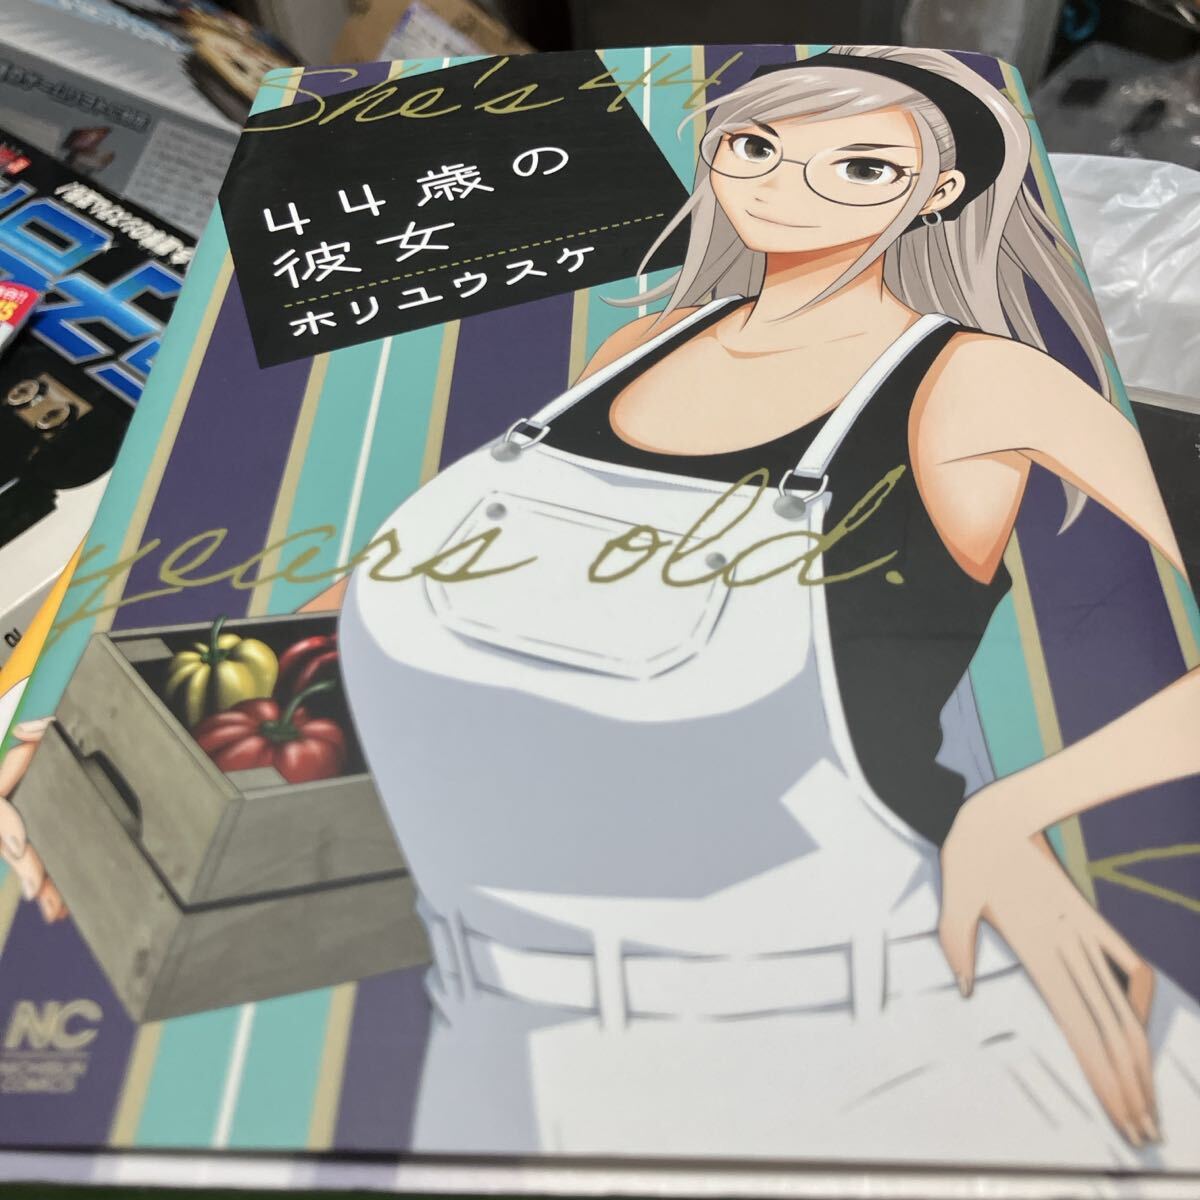 She's 44
44歳の
彼女
ホリユウスケ
years old.
NC
NICHIBUN
COMICS